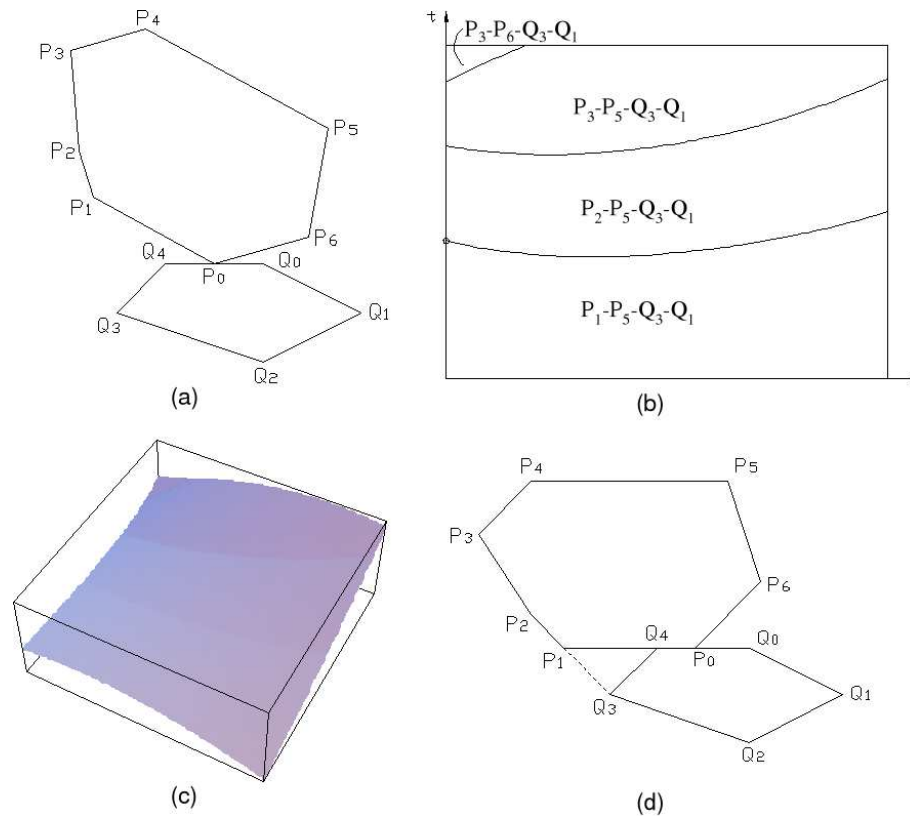 P4
P3
P5
P2
P1
P6
Q4
Q0
P0
Q3
Q1
Q2
(a)
t
P3-P6-Q3-Q1
P3-P5-Q3-Q1
P2-P5-Q3-Q1
P1-P5-Q3-Q1
(b)
(c)
P4
P5
P3
P6
P2
Q4
Q0
P1
P0
Q3
Q1
Q2
(d)